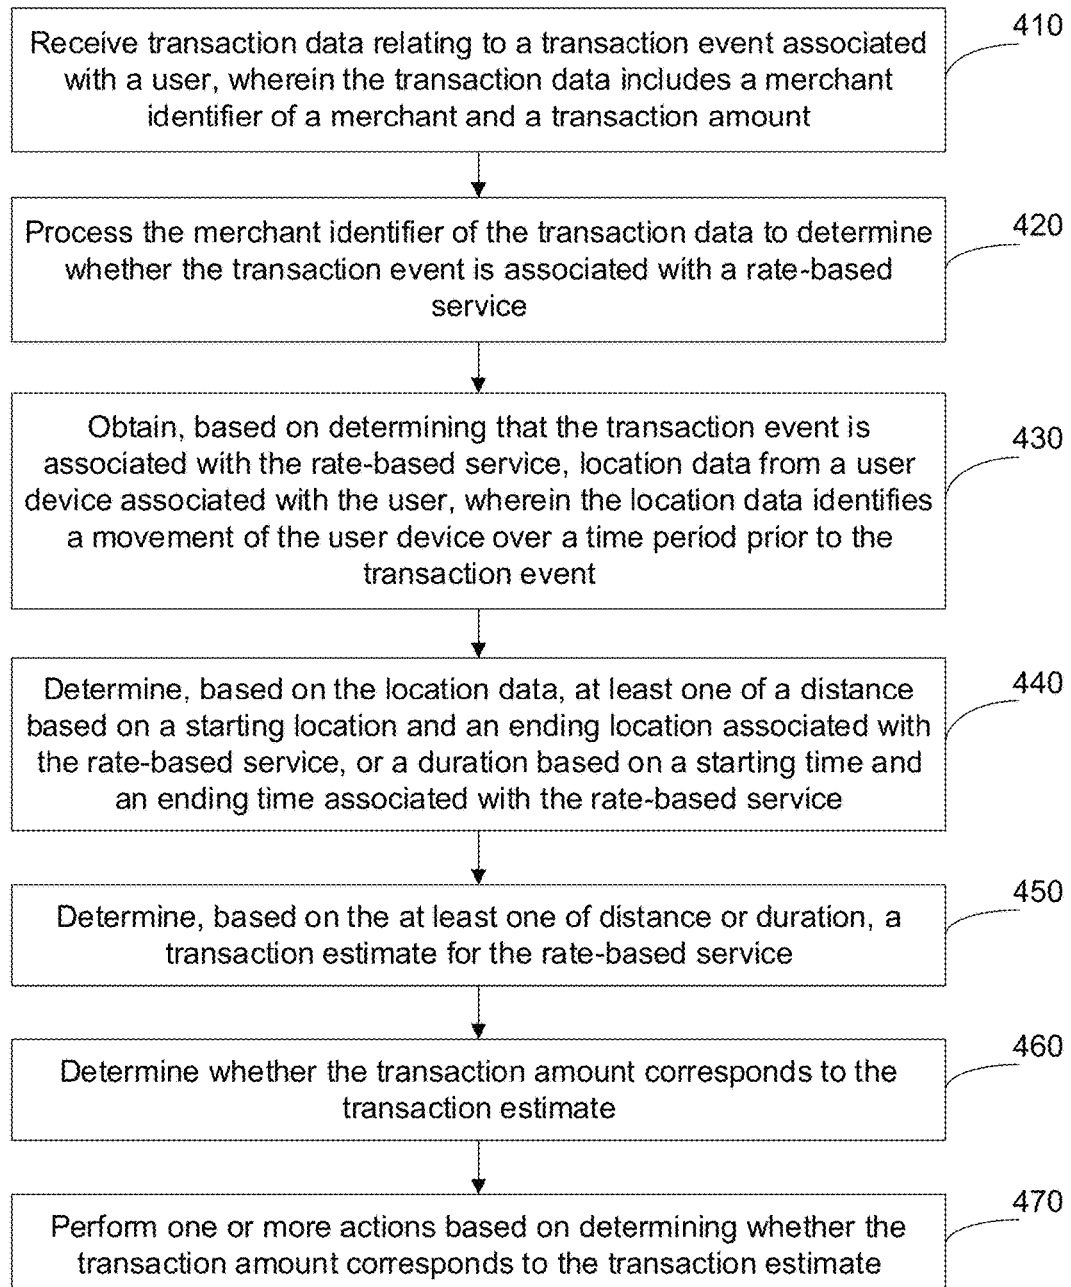 410
Receive transaction data relating to a transaction event associated
with a user, wherein the transaction data includes a merchant
identifier of a merchant and a transaction amount
420
Process the merchant identifier of the transaction data to determine
whether the transaction event is associated with a rate-based
service
430
Obtain, based on determining that the transaction event is
associated with the rate-based service, location data from a user
device associated with the user, wherein the location data identifies
a movement of the user device over a time period prior to the
transaction event
440
Determine, based on the location data, at least one of a distance
based on a starting location and an ending location associated with
the rate-based service, or a duration based on a starting time and
an ending time associated with the rate-based service
450
Determine, based on the at least one of distance or duration, a
transaction estimate for the rate-based service
460
Determine whether the transaction amount corresponds to the
transaction estimate
470
Perform one or more actions based on determining whether the
transaction amount corresponds to the transaction estimate